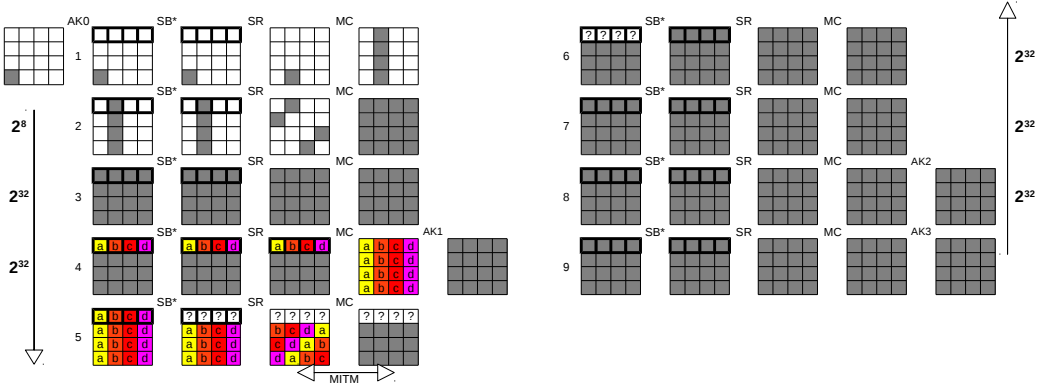 AK0 SB* SR MC
1
SB* SR MC
2
2⁸
SB* SR MC
3
2³²
SB* SR MC AK1
a b c d a b c d a b c d a b c d
4 a b c d
2³² a b c d
a b c d
SB* SR MC
a b c d ? ? ? ? ? ? ? ? ? ? ? ?
5 a b c d a b c d b c d a
a b c d a b c d c d a b
a b c d a b c d d a b c
MITM
SB* SR MC
? ? ? ?
6
2³²
SB* SR MC
7
2³²
SB* SR MC AK2
8
2³²
SB* SR MC AK3
9